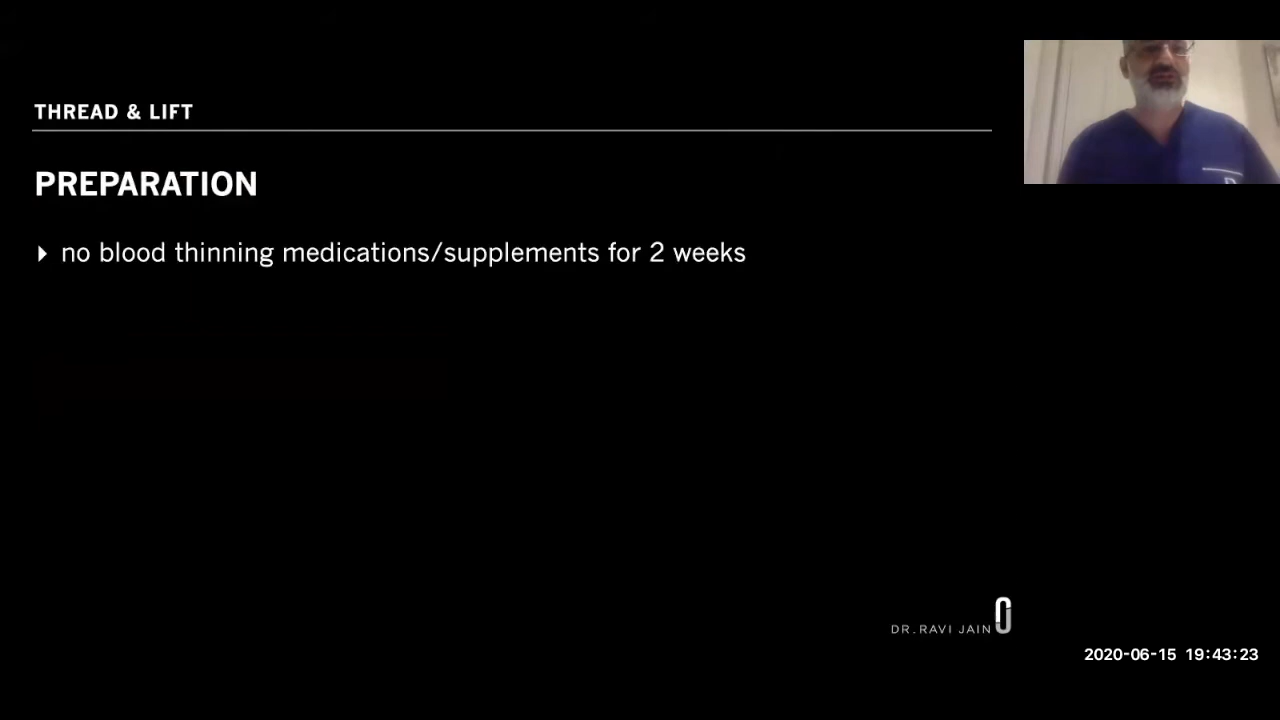 THREAD & LIFT
PREPARATION
no blood thinning medications/supplements for 2 weeks
DR. RAVI JAIN
2020-06-15 19:43:23